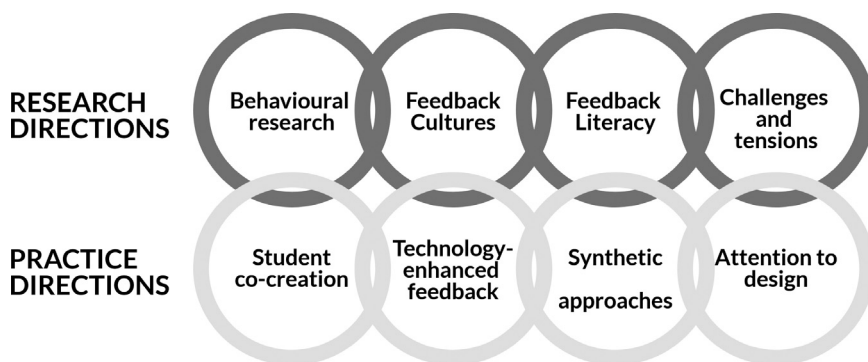 RESEARCH
DIRECTIONS
Behavioural
research
Feedback
Cultures
Feedback
Literacy
Challenges
and
tensions
PRACTICE
DIRECTIONS
Student
co-creation
Technology-
enhanced
feedback
Synthetic
approaches
Attention to
design